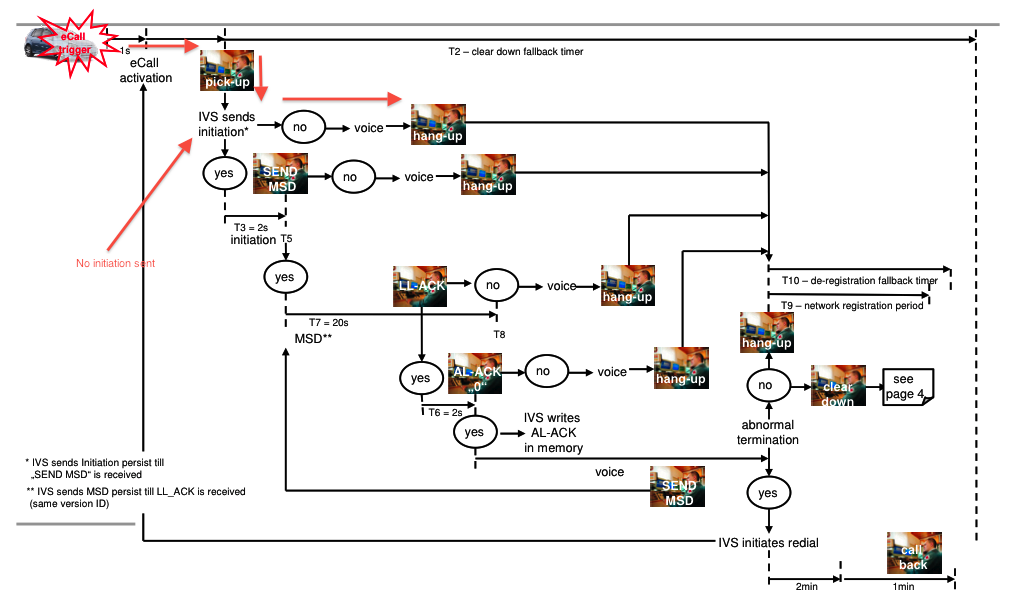 eCall
trigger
1s
T2 – clear down fallback timer
eCall
activation
pick-up
IVS sends
initiation*
no
voice
hang-up
yes
SEND
MSD
no
voice
hang-up
T3 = 2s
initiation
T5
No initiation sent
yes
LL-ACK
no
voice
hang-up
T10 – de-registration fallback timer
T9 – network registration period
T7 = 20s
T8
MSD**
hang-up
yes
AL-ACK
„0“
no
voice
hang-up
no
clear
down
see
page 4
T6 = 2s
yes
IVS writes
AL-ACK
in memory
abnormal
termination
* IVS sends Initiation persist till
„SEND MSD“ is received
** IVS sends MSD persist till LL_ACK is received
(same version ID)
voice
SEND
MSD
yes
IVS initiates redial
call
back
2min
1min